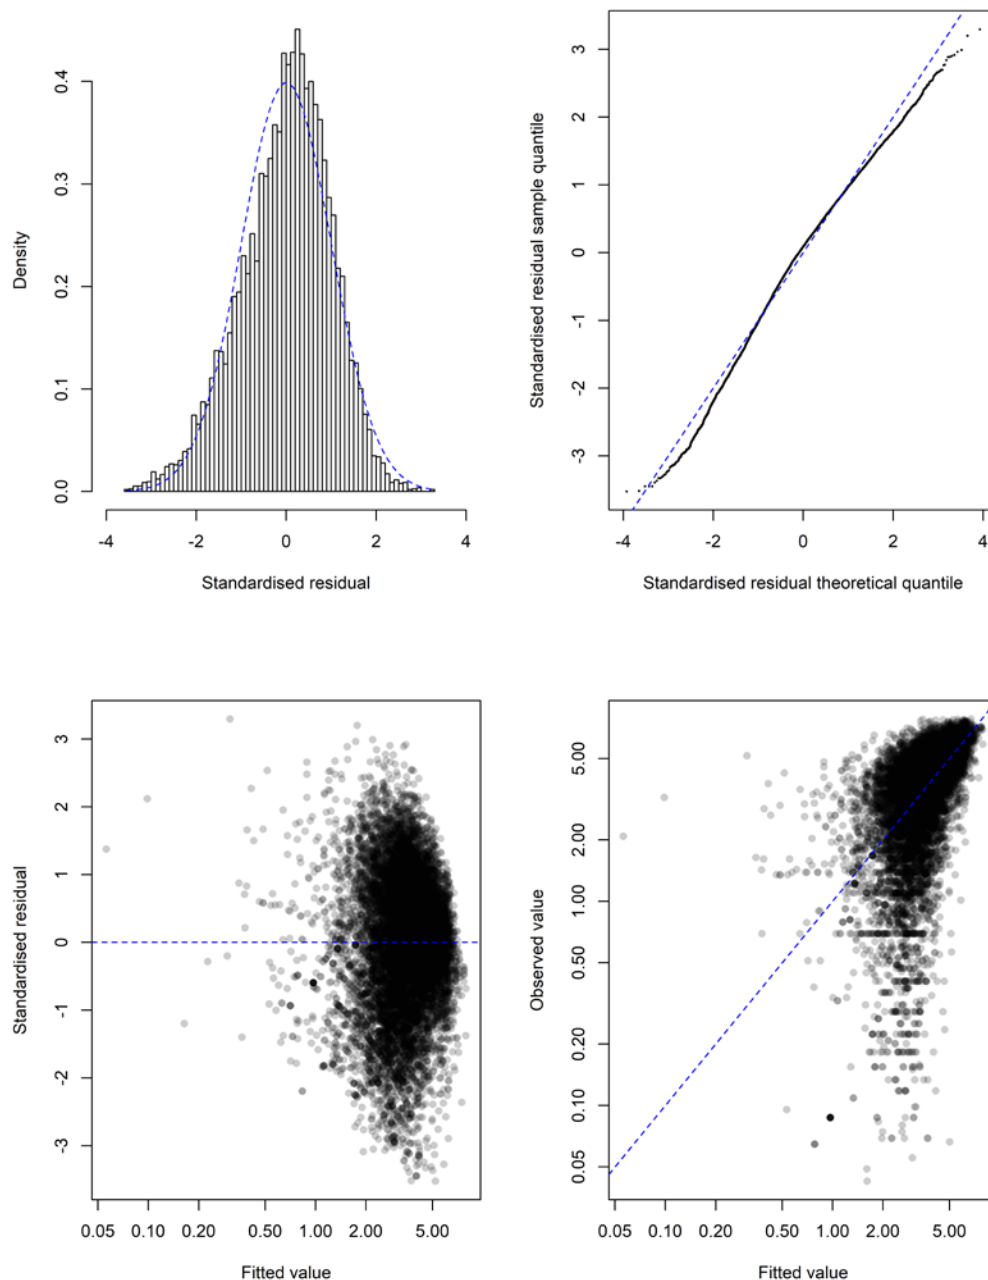 Density
0.0 0.1 0.2 0.3 0.4
-4 -2 0 2 4
Standardised residual
Standardised residual sample quantile
-3 -2 -1 0 1 2 3
-4 -2 0 2 4
Standardised residual theoretical quantile
Standardised residual
-3 -2 -1 0 1 2 3
0.05 0.10 0.20 0.50 1.00 2.00 5.00
Fitted value
Observed value
0.05 0.10 0.20 0.50 1.00 2.00 5.00
0.05 0.10 0.20 0.50 1.00 2.00 5.00
Fitted value